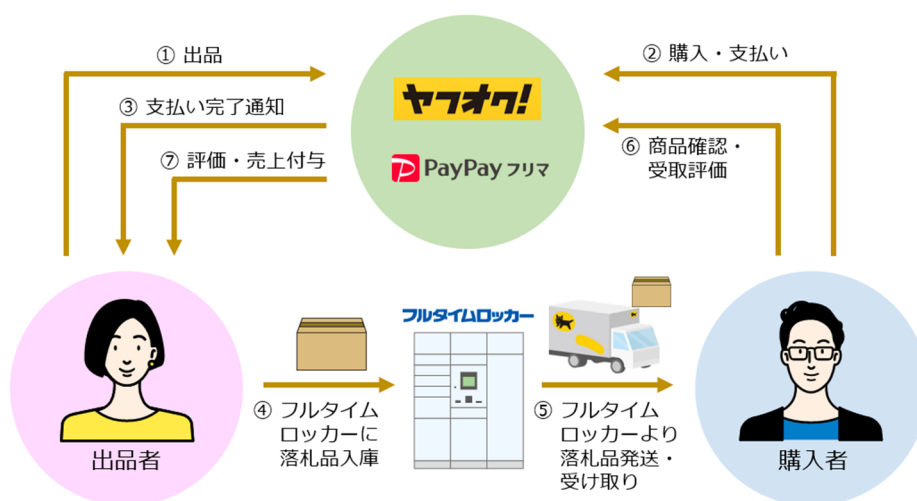 ① 出品
② 購入・支払い
ヤフオク!
③ 支払い完了通知
⑥ 商品確認・
受取評価
PayPay フリマ
⑦ 評価・売上付与
フルタイムロッカー
④ フルタイム
ロッカーに
落札品入庫
⑤ フルタイム
ロッカーより
落札品発送・
受け取り
出品者
購入者